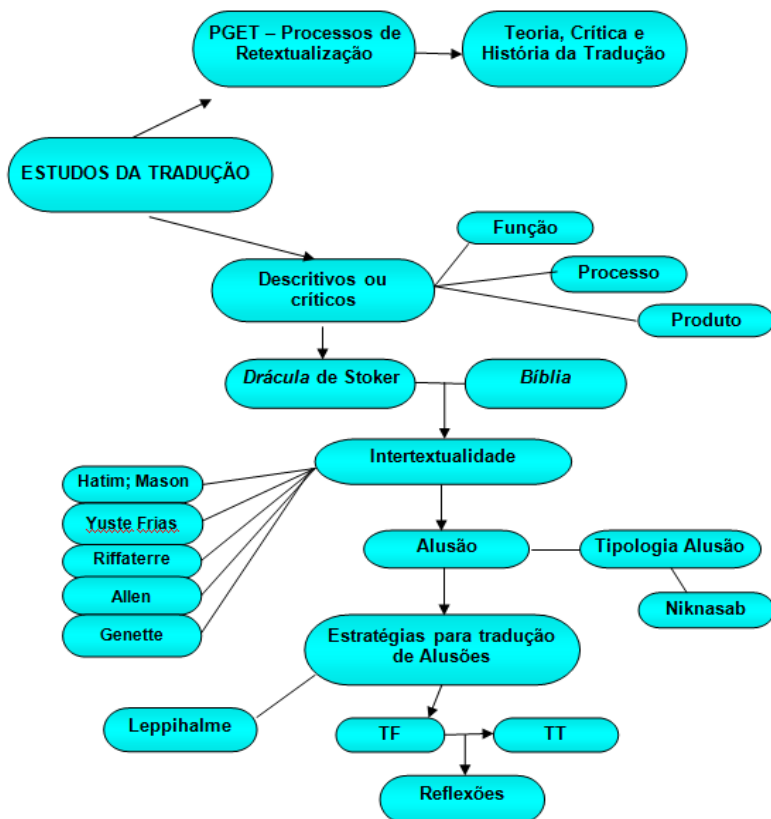 PGET – Processos de
Retextualização
Teoria, Crítica e
História da Tradução
ESTUDOS DA TRADUÇÃO
Função
Descritivos ou
críticos
Processo
Produto
Drácula de Stoker
Bíblia
Intertextualidade
Hatim; Mason
Yuste Frias
Riffaterre
Allen
Genette
Alusão
Tipologia Alusão
Niknasab
Estratégias para tradução
de Alusões
Leppihalme
TF
TT
Reflexões